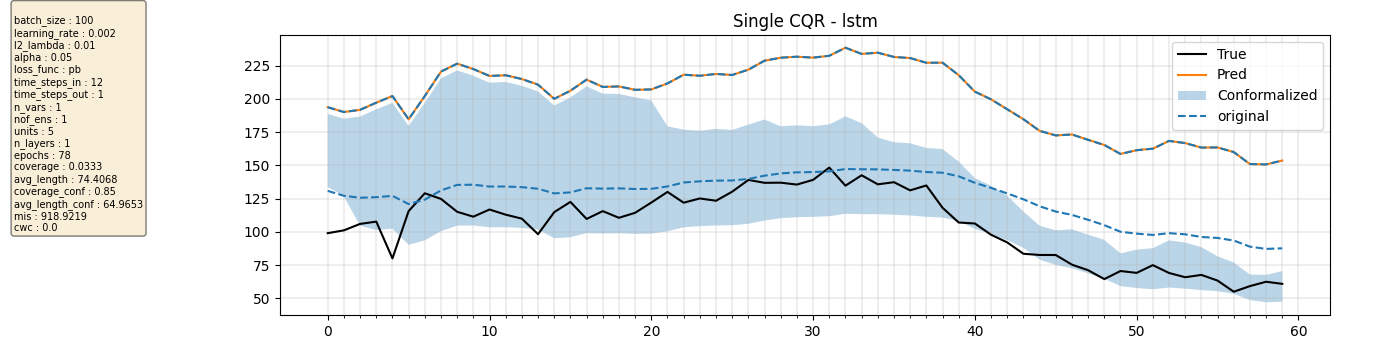 batch_size : 100
learning_rate : 0.002
l2_lambda : 0.01
alpha : 0.05
loss_func : pb
time_steps_in : 12
time_steps_out : 1
n_vars : 1
nof_ens : 1
units : 5
n_layers : 1
epochs : 78
coverage : 0.0333
avg_length : 74.4068
coverage_conf : 0.85
avg_length_conf : 64.9653
mis : 918.9219
cwc : 0.0
Single CQR - lstm
True
Pred
Conformalized
original
225
200
175
150
125
100
75
50
0 10 20 30 40 50 60